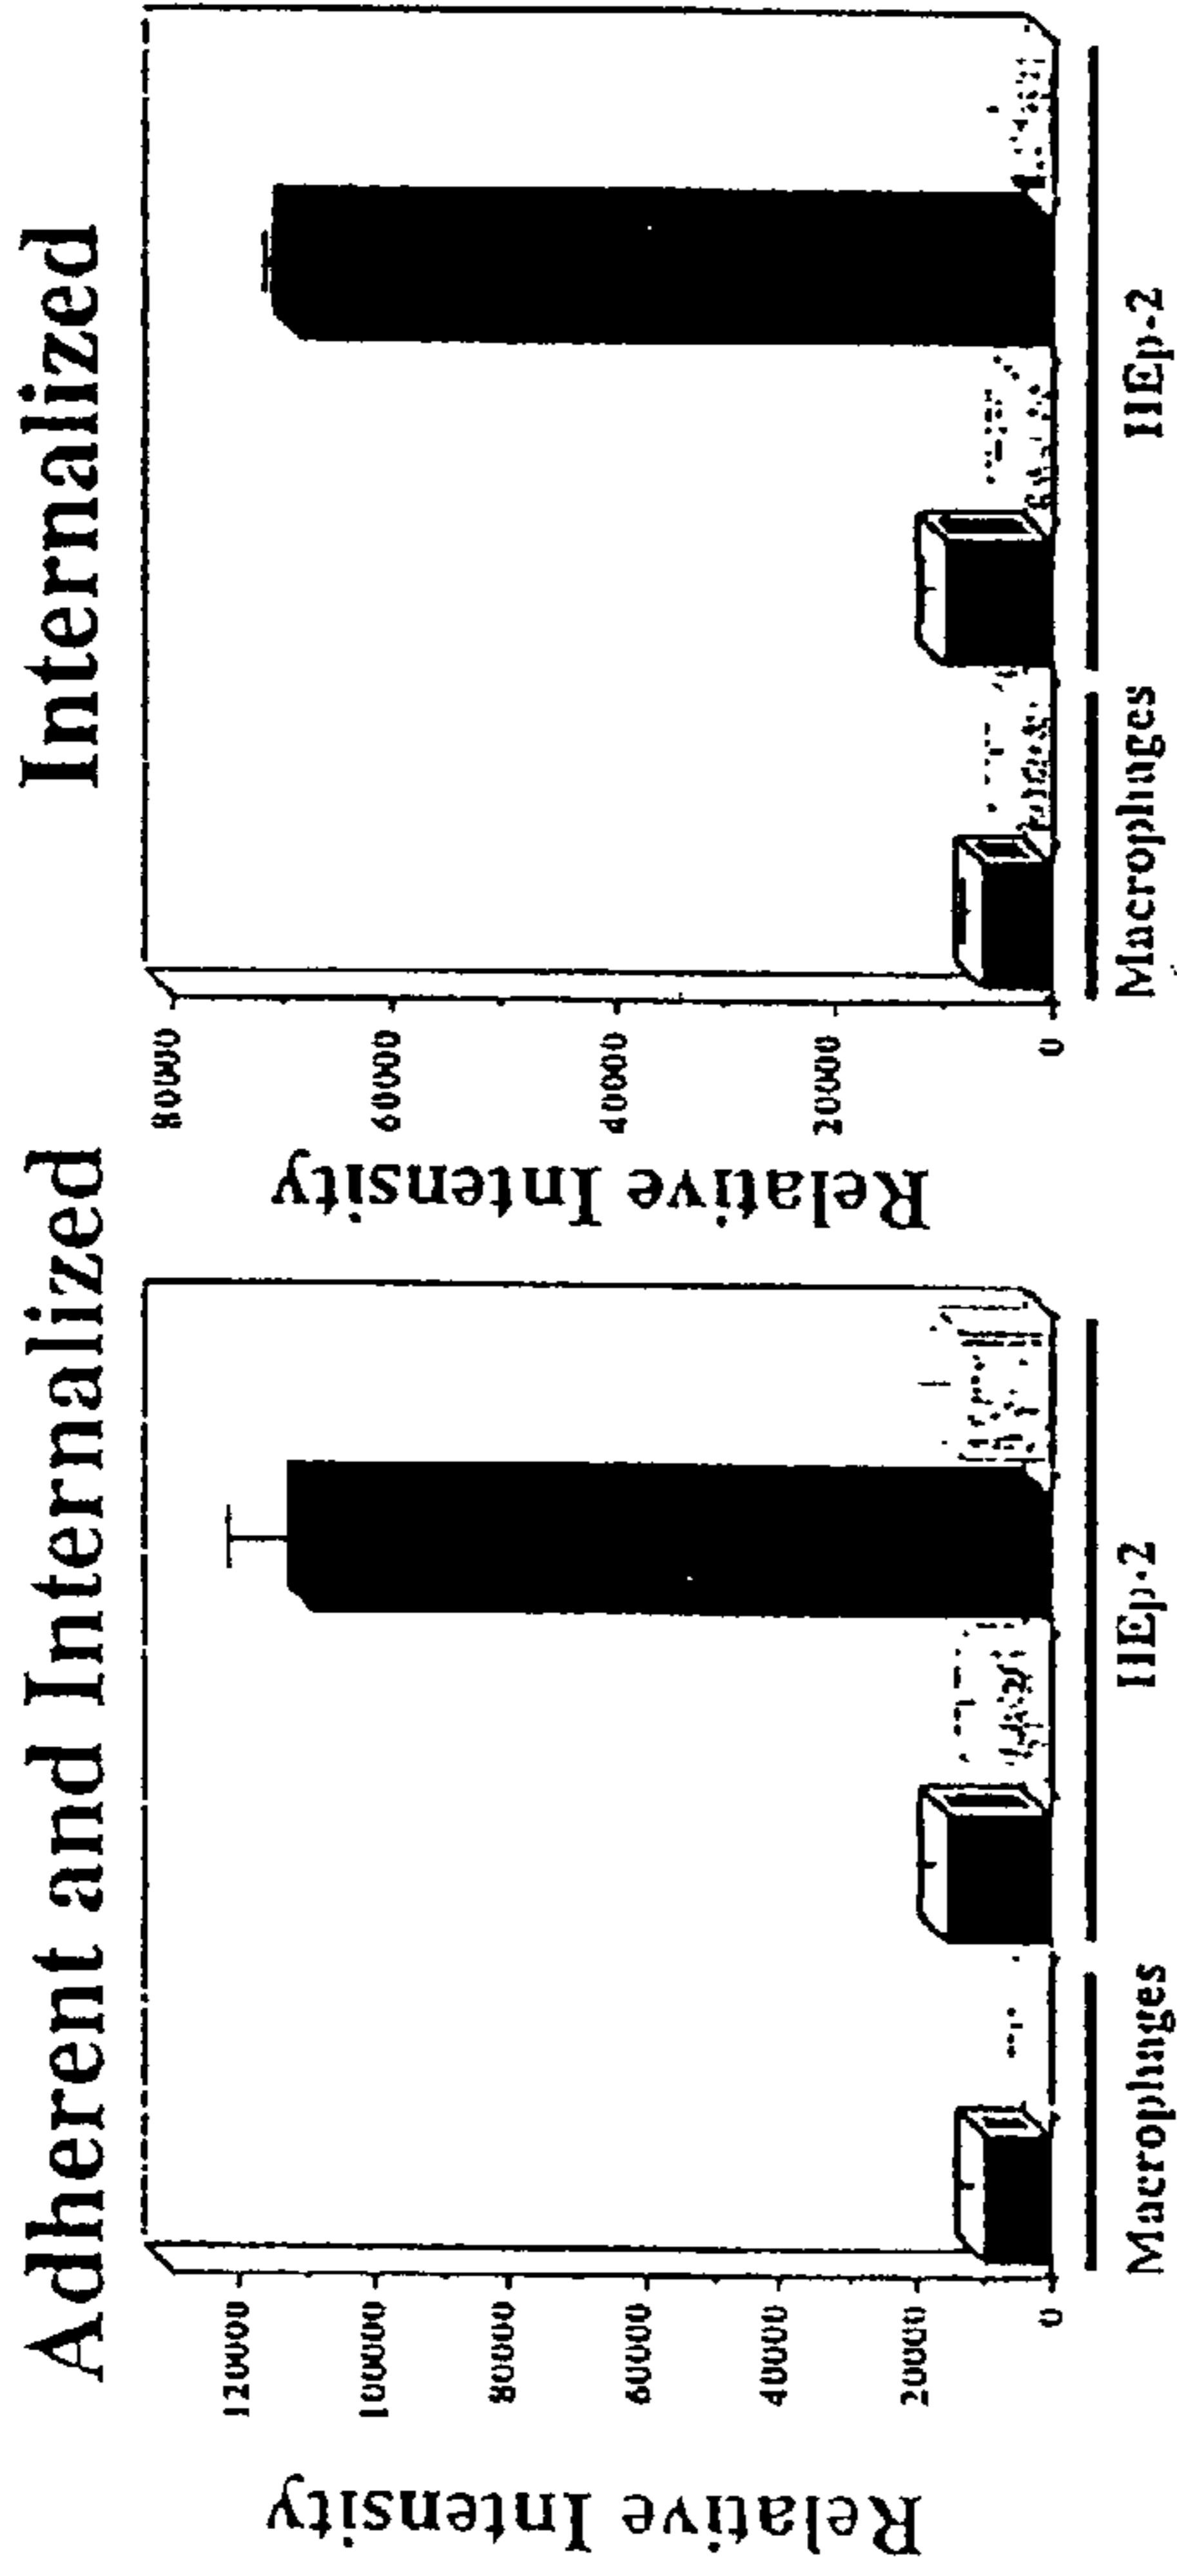 Adherent and Internalized
Relative Intensity
120000
100000
80000
60000
40000
20000
0
Macrophages
HEp-2
Internalized
Relative Intensity
80000
60000
40000
20000
0
Macrophages
HEp-2